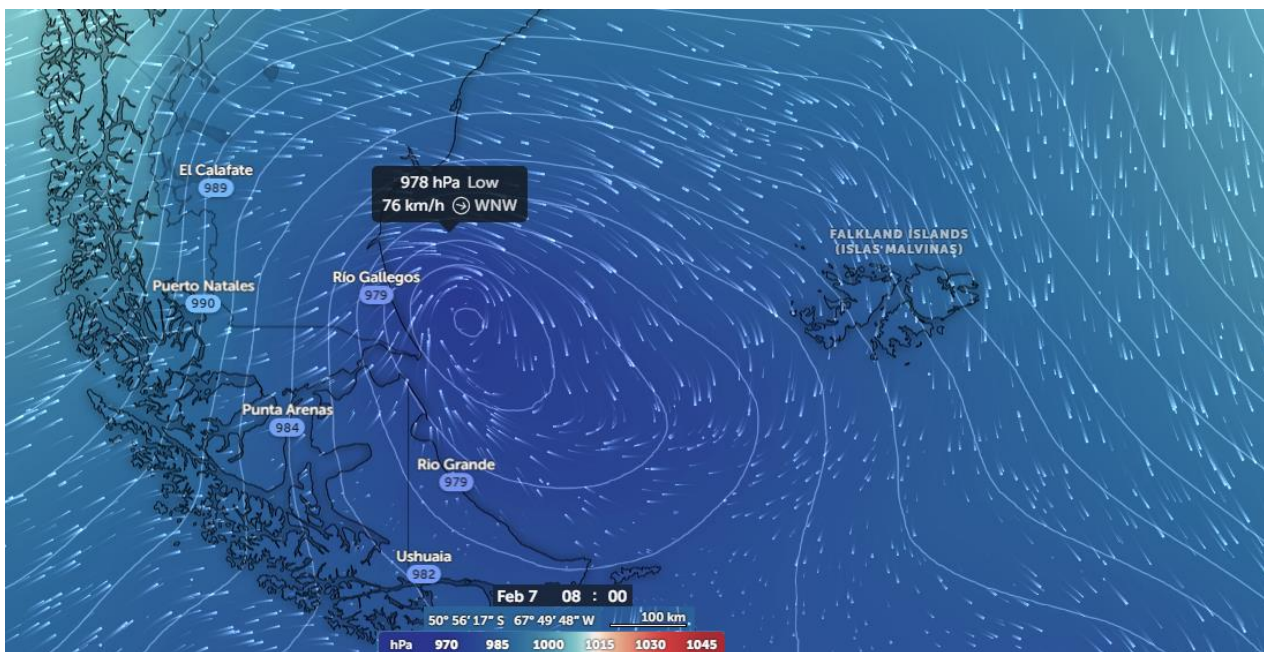 El Calafate
989
978 hPa Low
76 km/h WNW
FALKLAND ISLANDS
(ISLAS MALVINAS)
Río Gallegos
979
Puerto Natales
990
Punta Arenas
984
Rio Grande
979
Ushuaia
982
Feb 7 08 : 00
50° 56' 17" S 67° 49' 48" W 100 km
hPa 970 985 1000 1015 1030 1045